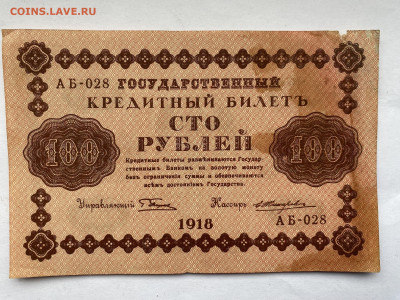 COINS.LAVE.RU
АБ-028 ГОСУДАРСТВЕННЫЙ
КРЕДИТНЫЙ БИЛЕТЪ
СТО
РУБЛЕЙ
100 100
Кредитные билеты размѣниваются Государ-
ственнымъ Банкомъ на золотую монету
безъ ограниченія суммы и обезпечиваются
всѣмъ достояніемъ Государства.
Управляющій Кассиръ
1918
АБ-028